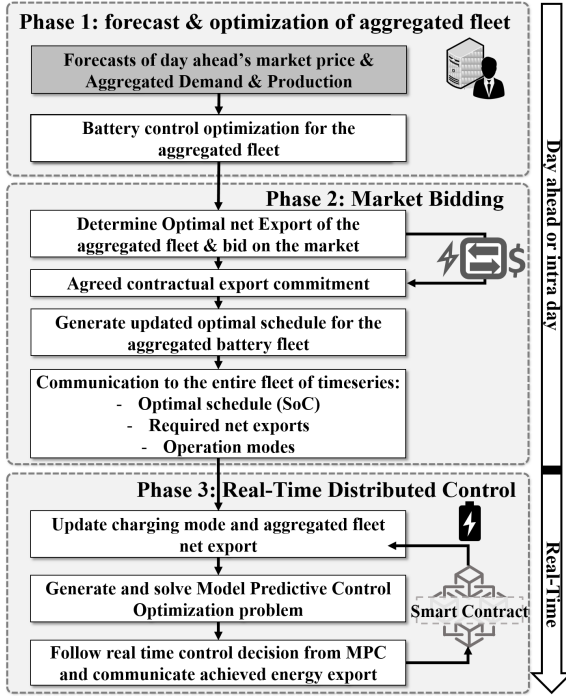 Phase 1: forecast & optimization of aggregated fleet
Forecasts of day ahead's market price &
Aggregated Demand & Production
Battery control optimization for the
aggregated fleet
Phase 2: Market Bidding
Determine Optimal net Export of the
aggregated fleet & bid on the market
$
Agreed contractual export commitment
Generate updated optimal schedule for the
aggregated battery fleet
Communication to the entire fleet of timeseries:
- Optimal schedule (SoC)
- Required net exports
- Operation modes
Day ahead or intra day
Phase 3: Real-Time Distributed Control
Update charging mode and aggregated fleet
net export
Generate and solve Model Predictive Control
Optimization problem
Smart Contract
Follow real time control decision from MPC
and communicate achieved energy export
Real-Time